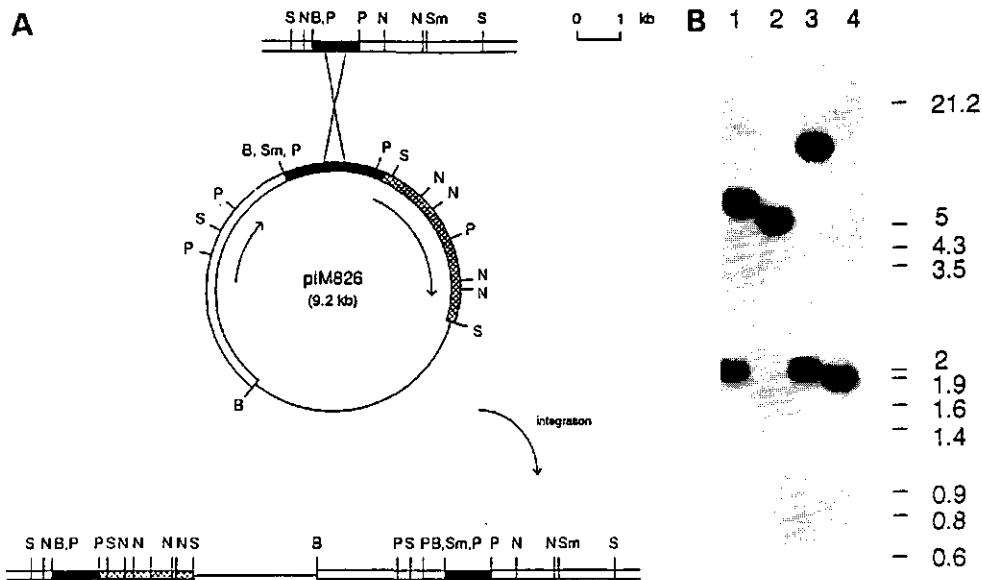 A
S N B,P P N N Sm S
0 1 kb
B, Sm, P
P
S
N
N
P
N
N
S
P
S
P
B
pIM826
(9.2 kb)
integration
S N B,P P S N N N N S B P S P B, Sm, P P N N Sm S
B
1 2 3 4
21.2
5
4.3
3.5
2
1.9
1.6
1.4
0.9
0.8
0.6